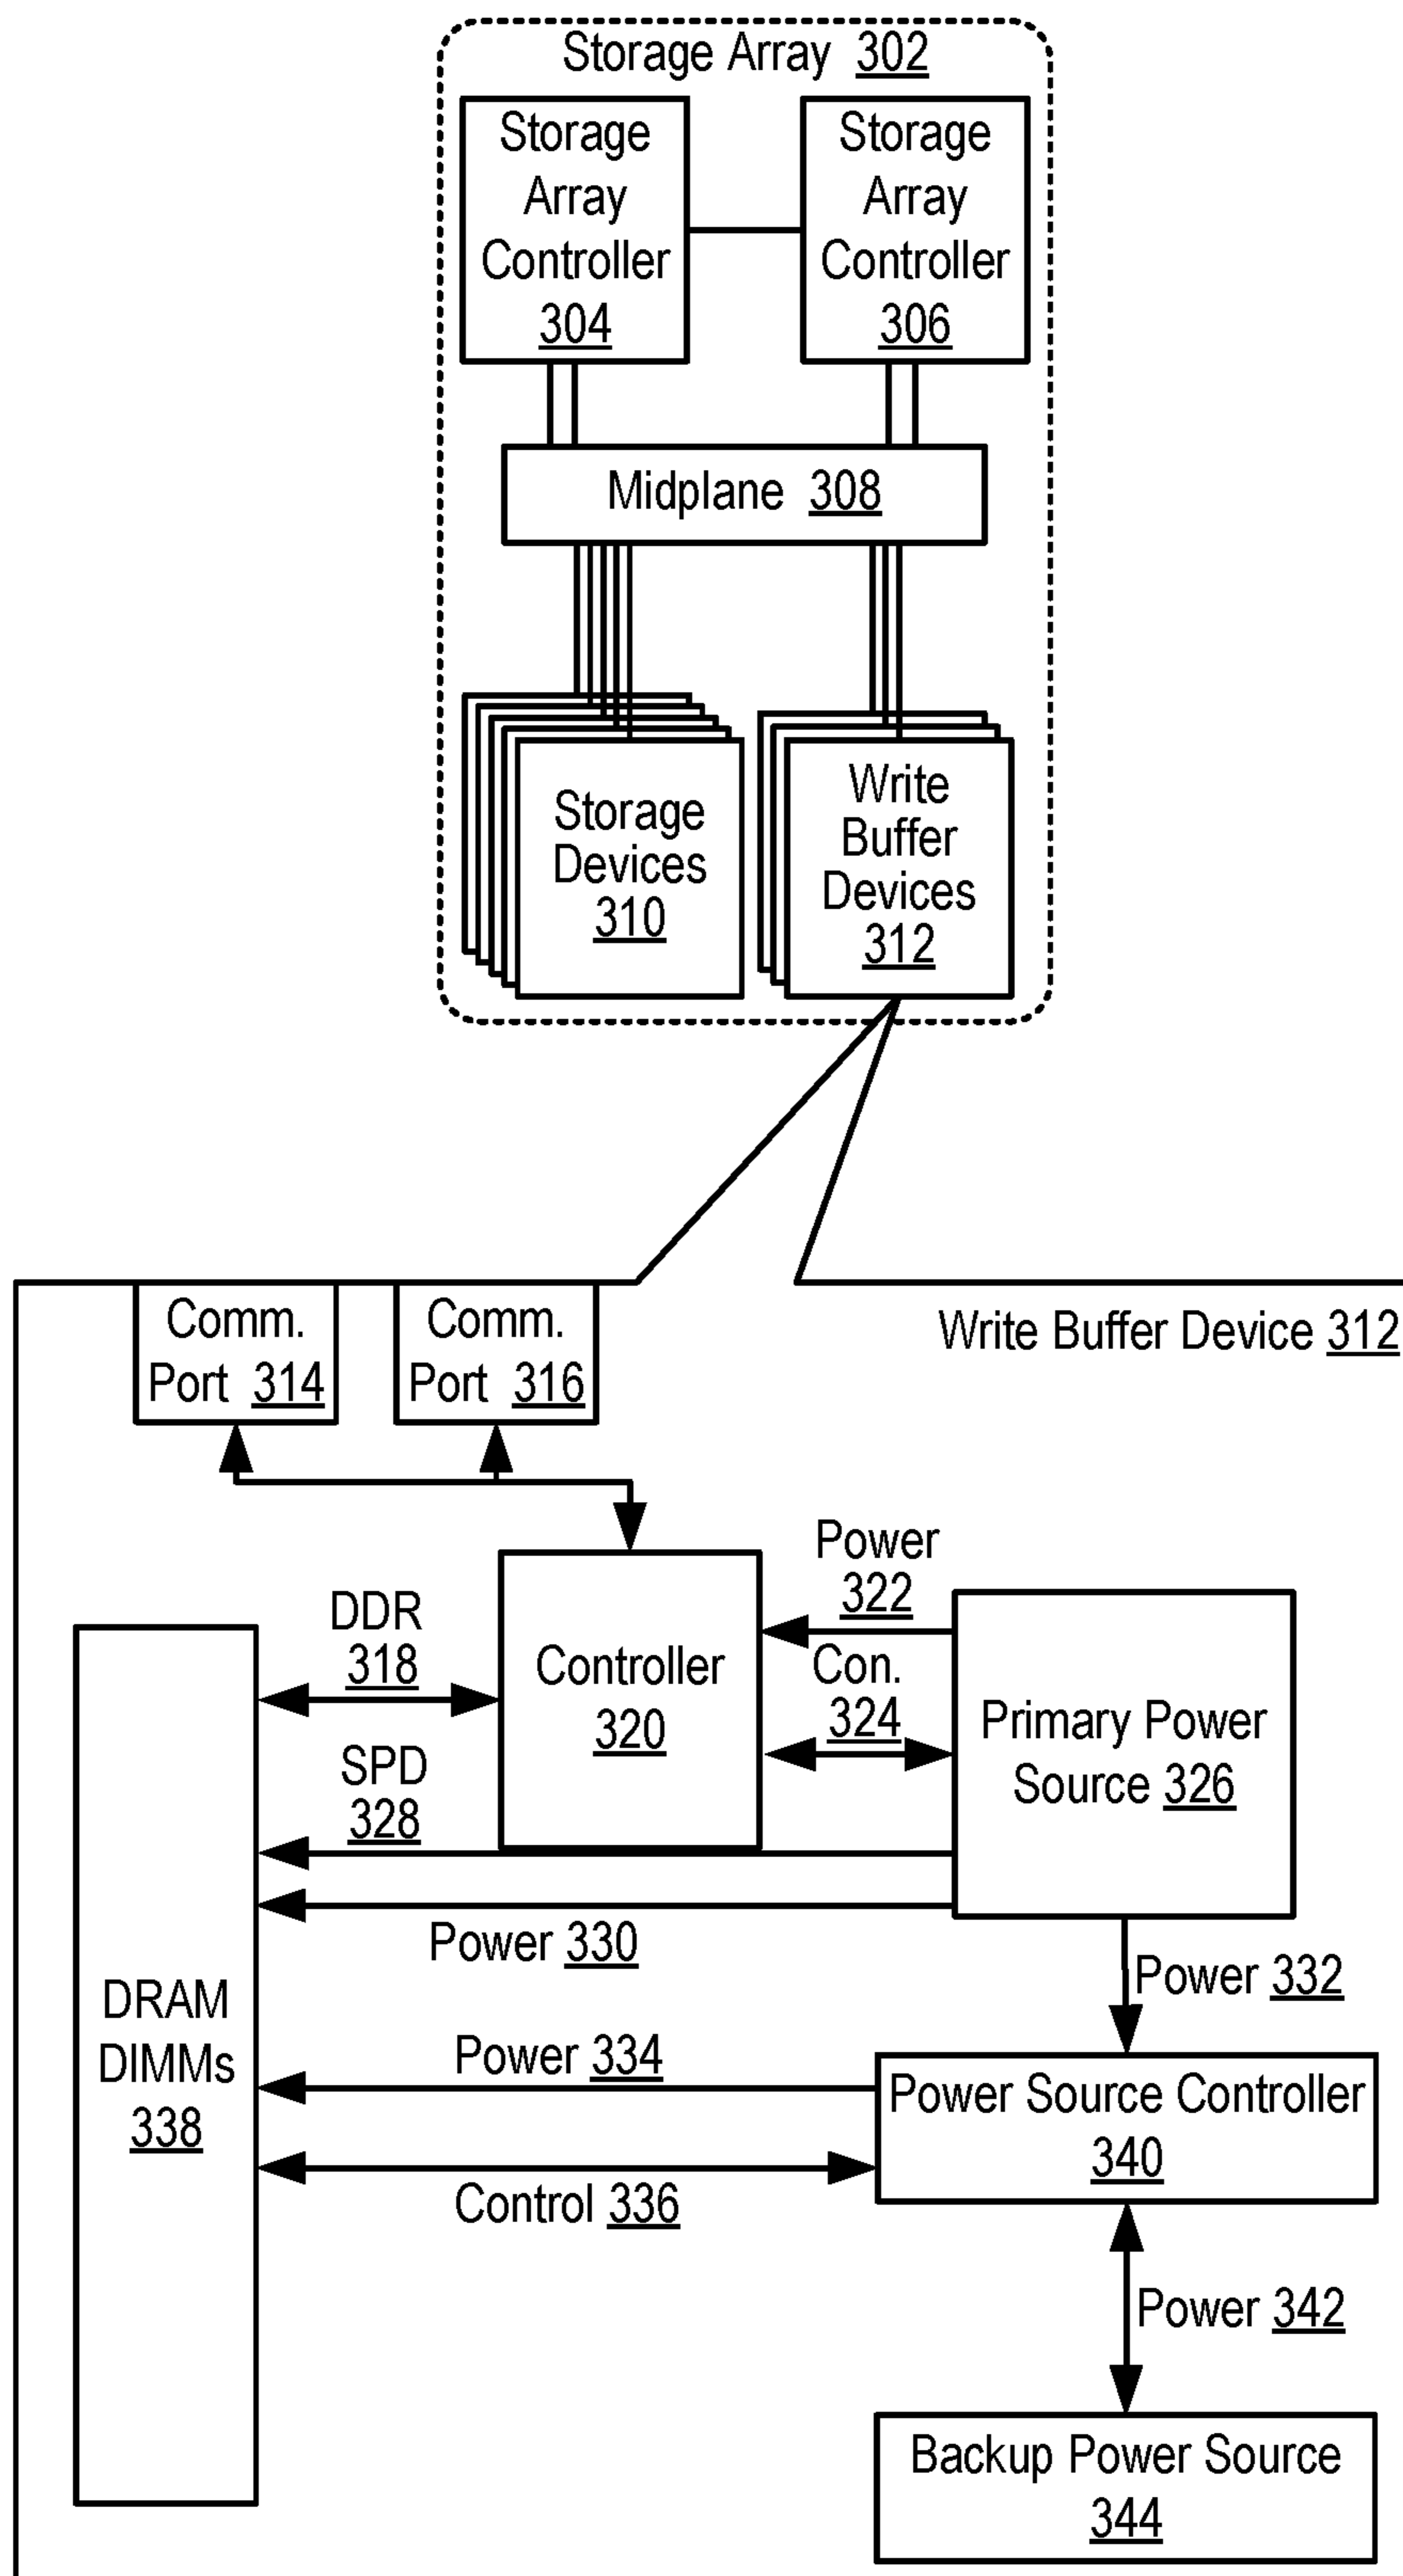 Storage Array 302
Storage
Array
Controller
304
Storage
Array
Controller
306
Midplane 308
Storage
Devices
310
Write
Buffer
Devices
312
Write Buffer Device 312
Comm.
Port 314
Comm.
Port 316
Power
322
DDR
318
Controller
320
Con.
324
Primary Power
Source 326
SPD
328
Power 330
Power 332
DRAM
DIMMs
338
Power 334
Power Source Controller
340
Control 336
Power 342
Backup Power Source
344